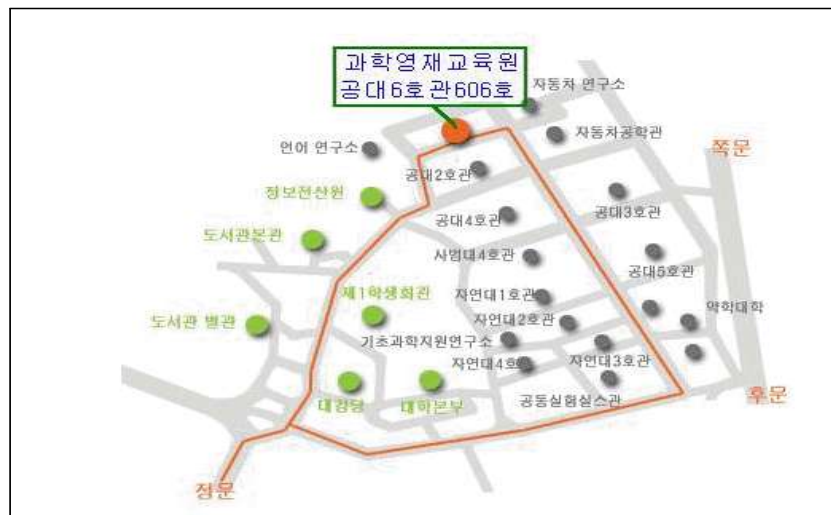 과학영재교육원
공대6호관606호
자동차 연구소
언어 연구소
자동차공학관
쪽문
공대2호관
정보전산원
공대3호관
공대4호관
도서관본관
사범대4호관
공대5호관
제1학생회관
자연대1호관
도서관 별관
자연대2호관
약학대학
기초과학지원연구소
자연대4호
자연대3호관
대강당
대학본부
공동실험실습관
후문
정문